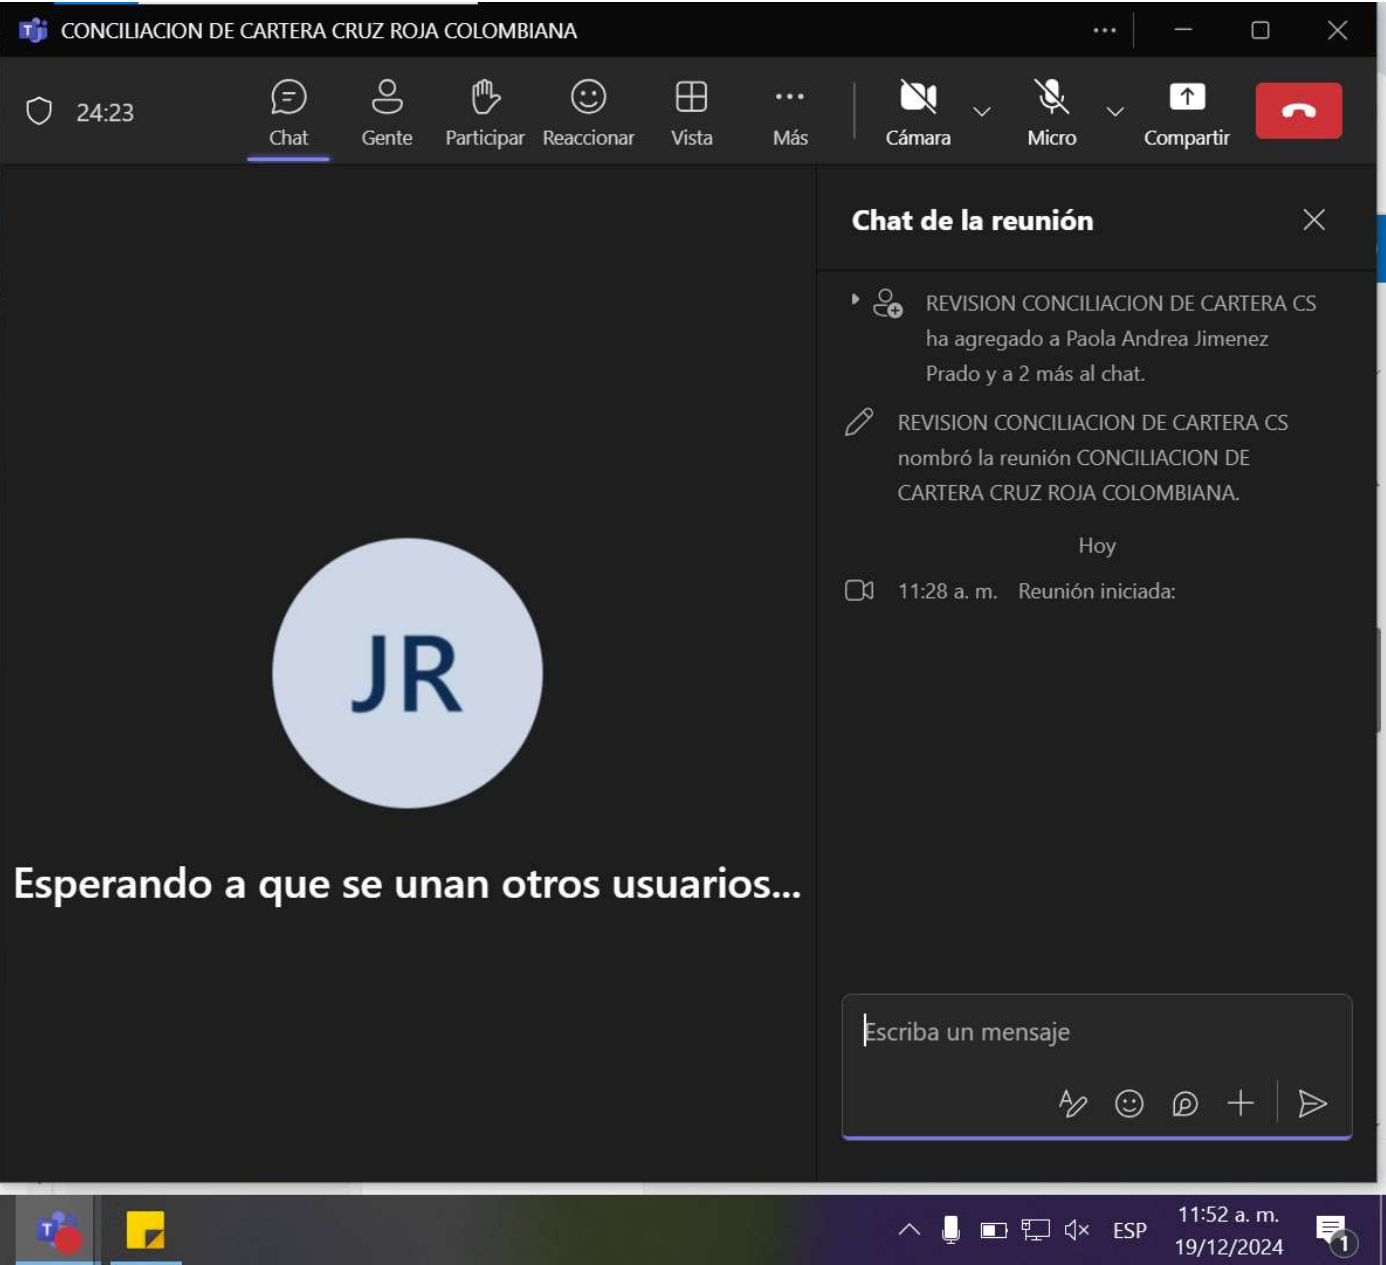 CONCILIACION DE CARTERA CRUZ ROJA COLOMBIANA
24:23
Chat
Gente
Participar
Reaccionar
Vista
Más
Cámara
Micro
Compartir
Chat de la reunión
REVISION CONCILIACION DE CARTERA CS
ha agregado a Paola Andrea Jimenez
Prado y a 2 más al chat.
REVISION CONCILIACION DE CARTERA CS
nombró la reunión CONCILIACION DE
CARTERA CRUZ ROJA COLOMBIANA.
Hoy
11:28 a. m. Reunión iniciada:
JR
Esperando a que se unan otros usuarios...
Escriba un mensaje
ESP
11:52 a. m.
19/12/2024
1